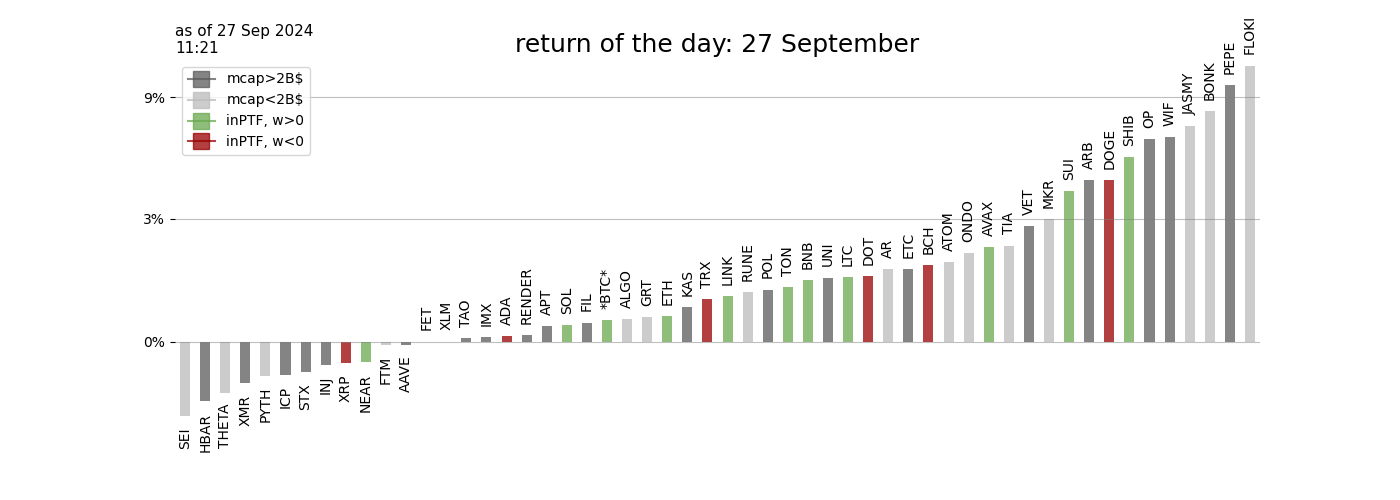 as of 27 Sep 2024
11:21
return of the day: 27 September
mcap>2B$
mcap<2B$
inPTF, w>0
inPTF, w<0
9%
3%
0%
SEI
HBAR
THETA
XMR
PYTH
ICP
STX
INJ
XRP
NEAR
FTM
AAVE
FET
XLM
TAO
IMX
ADA
RENDER
APT
SOL
FIL
*BTC*
ALGO
GRT
ETH
KAS
TRX
LINK
RUNE
POL
TON
BNB
UNI
LTC
DOT
AR
ETC
BCH
ATOM
ONDO
AVAX
TIA
VET
MKR
SUI
ARB
DOGE
SHIB
OP
WIF
JASMY
BONK
PEPE
FLOKI